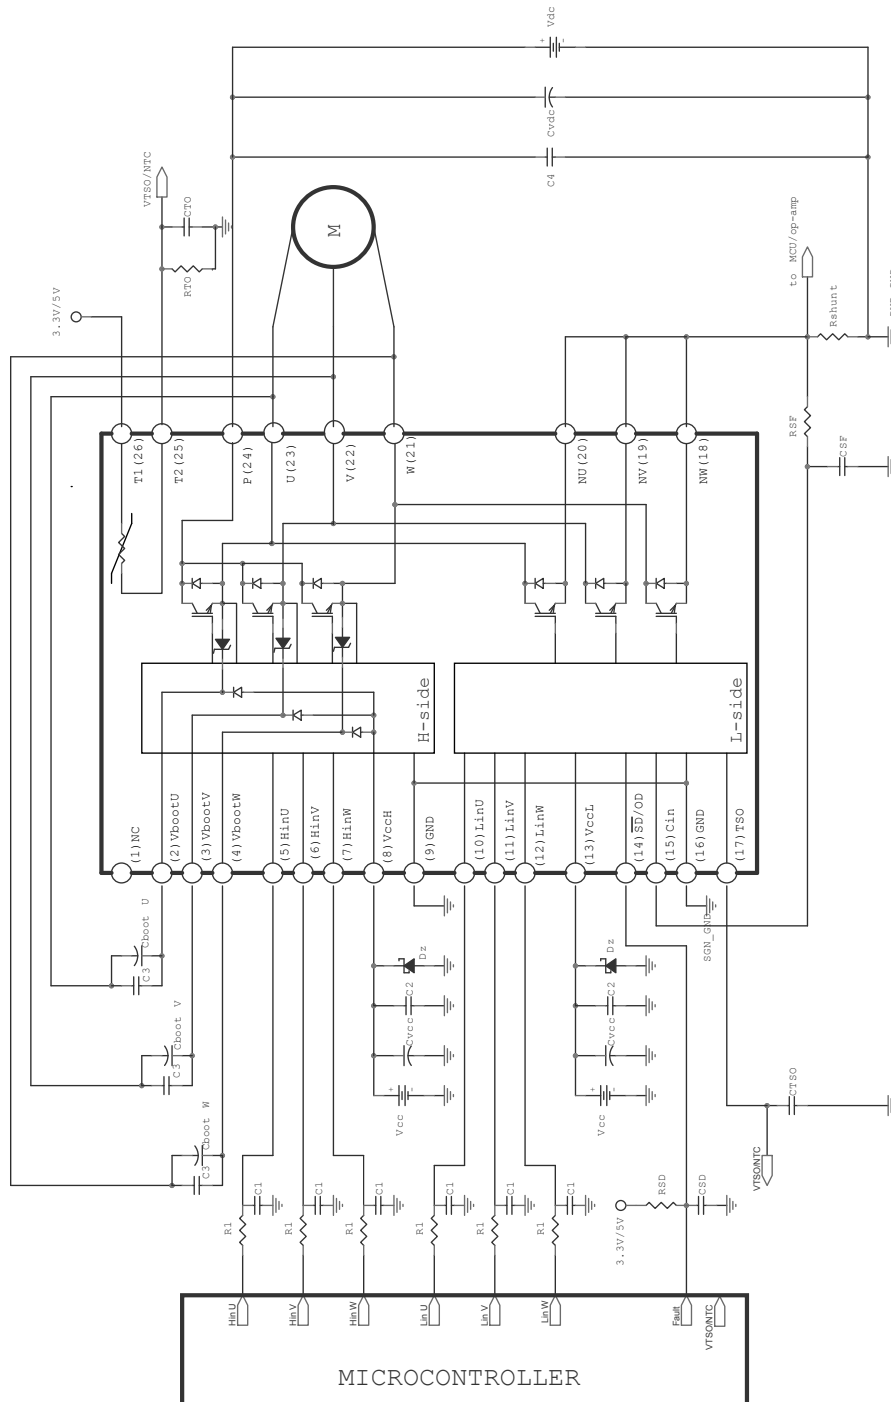 Vdc
+ -
Cvdc
C4
VTSO/NTC
CTO
RTO
3.3V/5V
M
to MCU/op-amp
Rshunt
RSF
CSF
T1(26)
T2(25)
P(24)
U(23)
V(22)
W(21)
NU(20)
NV(19)
NW(18)
H-side
L-side
(1)NC
(2)VbootU
(3)VbootV
(4)VbootW
(5)HinU
(6)HinV
(7)HinW
(8)VccH
(9)GND
(10)LinU
(11)LinV
(12)LinW
(13)VccL
(14)SD/OD
(15)Cin
(16)GND
(17)TSO
SGN_GND
C3
Cboot U
C3
Cboot V
C3
Cboot W
Dz
C2
Cvcc
+ -
Vcc
Dz
C2
Cvcc
+ -
Vcc
CTSO
VTSO/NTC
R1
C1
R1
C1
R1
C1
R1
C1
R1
C1
R1
C1
3.3V/5V
RSD
CSD
Hin U
Hin V
Hin W
Lin U
Lin V
Lin W
Fault
VTSO/NTC
MICROCONTROLLER